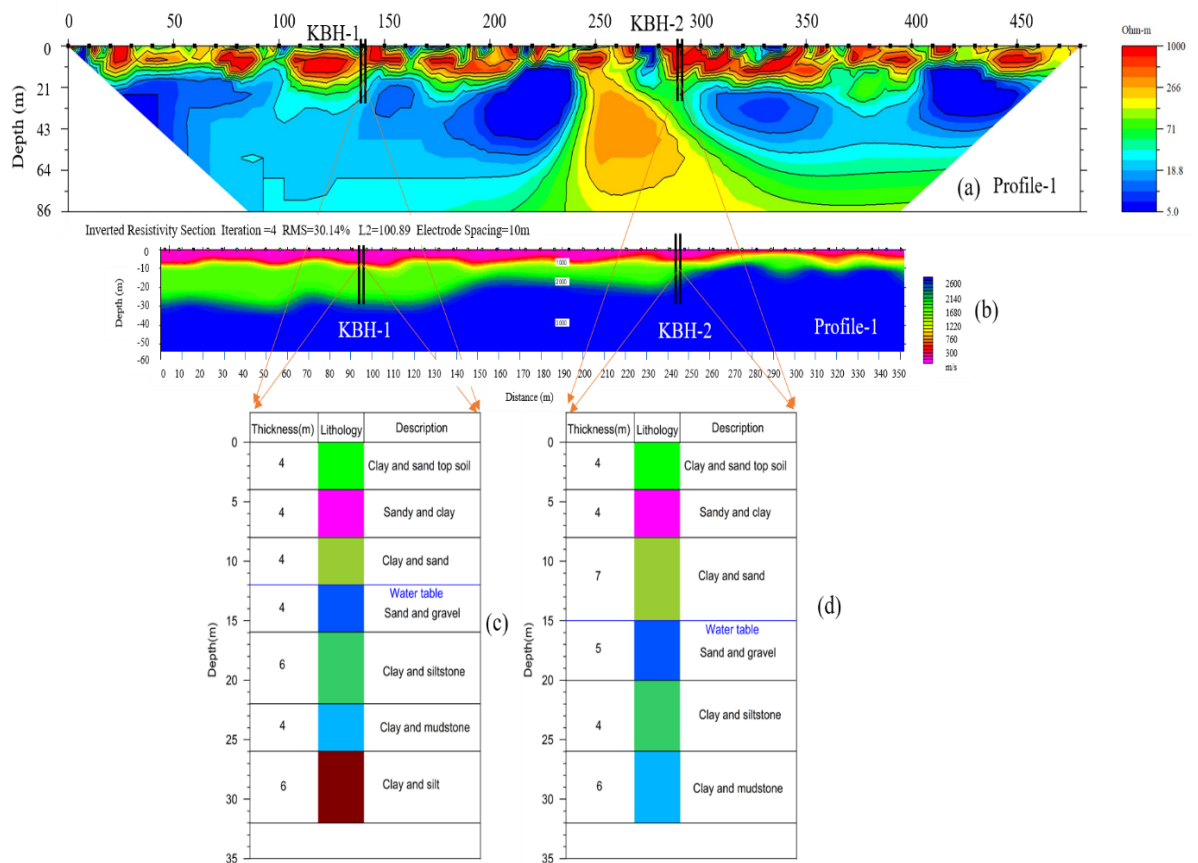 0 50 100 150 200 250 300 350 400 450
KBH-1 KBH-2
Ohm-m
Depth (m)
0
21
43
64
86
1000
266
71
18.8
5.0
(a) Profile-1
Inverted Resistivity Section Iteration =4 RMS=30.14% L2=100.89 Electrode Spacing=10m
Depth (m)
0
-10
-20
-30
-40
-50
-60
1000
2000
3000
KBH-1 KBH-2 Profile-1
(b)
2600
2140
1680
1220
760
300
m/s
0 10 20 30 40 50 60 70 80 90 100 110 120 130 140 150 160 170 180 190 200 210 220 230 240 250 260 270 280 290 300 310 320 330 340 350
Distance (m)
Thickness(m) Lithology Description
Depth(m)
0
5
10
15
20
25
30
35
4 Clay and sand top soil
4 Sandy and clay
4 Clay and sand
Water table
4 Sand and gravel
6 Clay and siltstone
4 Clay and mudstone
6 Clay and silt
(c)
Thickness(m) Lithology Description
Depth(m)
0
5
10
15
20
25
30
35
4 Clay and sand top soil
4 Sandy and clay
7 Clay and sand
Water table
5 Sand and gravel
4 Clay and siltstone
6 Clay and mudstone
(d)